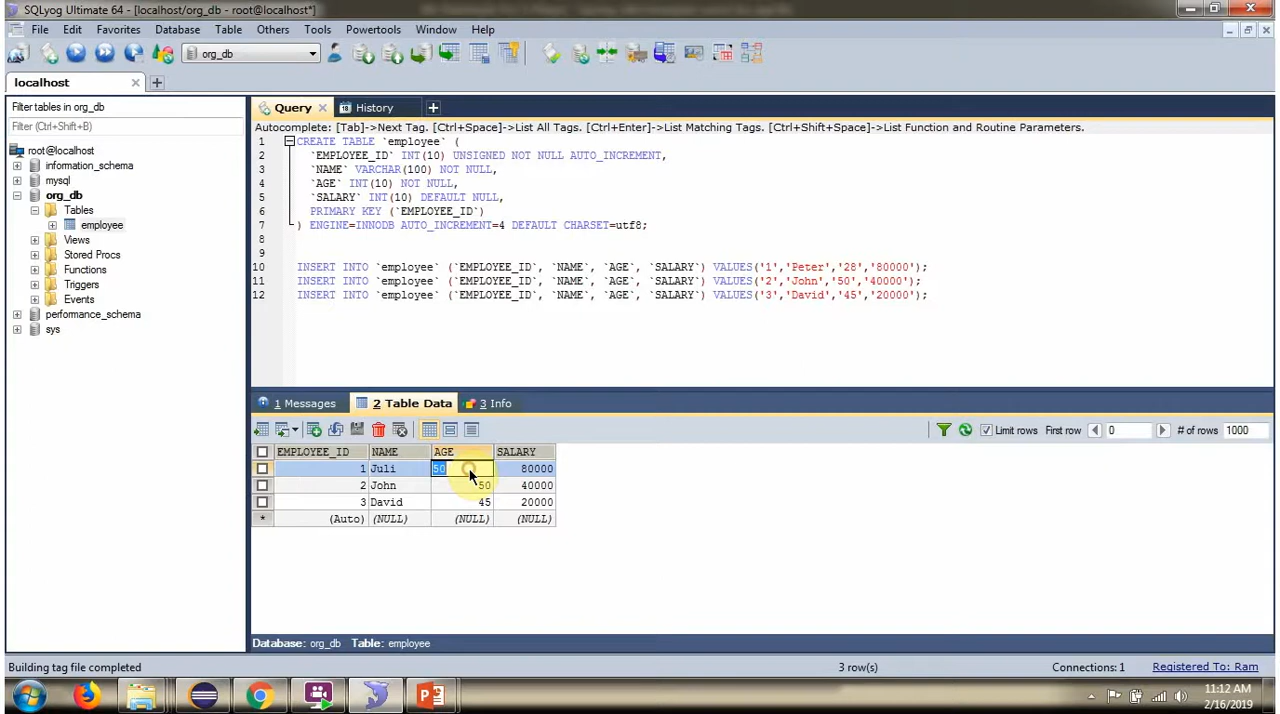 SQLyog Ultimate 64 - [localhost/org_db - root@localhost*]
File Edit Favorites Database Table Others Tools Powertools Window Help
org_db
localhost
Filter tables in org_db
Filter (Ctrl+Shift+B)
root@localhost
information_schema
mysql
org_db
Tables
employee
Views
Stored Procs
Functions
Triggers
Events
performance_schema
sys
Query History
Autocomplete: [Tab]->Next Tag. [Ctrl+Space]->List All Tags. [Ctrl+Enter]->List Matching Tags. [Ctrl+Shift+Space]->List Function and Routine Parameters.
1 CREATE TABLE `employee` (
2 `EMPLOYEE_ID` INT(10) UNSIGNED NOT NULL AUTO_INCREMENT,
3 `NAME` VARCHAR(100) NOT NULL,
4 `AGE` INT(10) NOT NULL,
5 `SALARY` INT(10) DEFAULT NULL,
6 PRIMARY KEY (`EMPLOYEE_ID`)
7 ) ENGINE=INNODB AUTO_INCREMENT=4 DEFAULT CHARSET=utf8;
8
9
10 INSERT INTO `employee` (`EMPLOYEE_ID`, `NAME`, `AGE`, `SALARY`) VALUES('1','Peter','28','80000');
11 INSERT INTO `employee` (`EMPLOYEE_ID`, `NAME`, `AGE`, `SALARY`) VALUES('2','John','50','40000');
12 INSERT INTO `employee` (`EMPLOYEE_ID`, `NAME`, `AGE`, `SALARY`) VALUES('3','David','45','20000');
1 Messages 2 Table Data 3 Info
Limit rows First row 0 # of rows 1000
EMPLOYEE_ID NAME AGE SALARY
1 Juli 50 80000
2 John 50 40000
3 David 45 20000
* (Auto) (NULL) (NULL) (NULL)
Database: org_db Table: employee
Building tag file completed 3 row(s) Connections: 1 Registered To: Ram
11:12 AM
2/16/2019